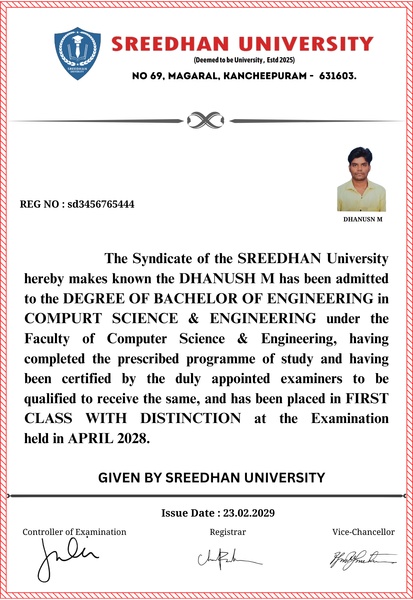 SREEDHAN UNIVERSITY
(Deemed to be University, Estd 2025)
NO 69, MAGARAL, KANCHEEPURAM - 631603.
SREEDHAN
DHANUSN M
REG NO : sd3456765444
The Syndicate of the SREEDHAN University
hereby makes known the DHANUSH M has been admitted
to the DEGREE OF BACHELOR OF ENGINEERING in
COMPURT SCIENCE & ENGINEERING under the
Faculty of Computer Science & Engineering, having
completed the prescribed programme of study and having
been certified by the duly appointed examiners to be
qualified to receive the same, and has been placed in FIRST
CLASS WITH DISTINCTION at the Examination
held in APRIL 2028.
GIVEN BY SREEDHAN UNIVERSITY
Issue Date : 23.02.2029
Controller of Examination Registrar Vice-Chancellor